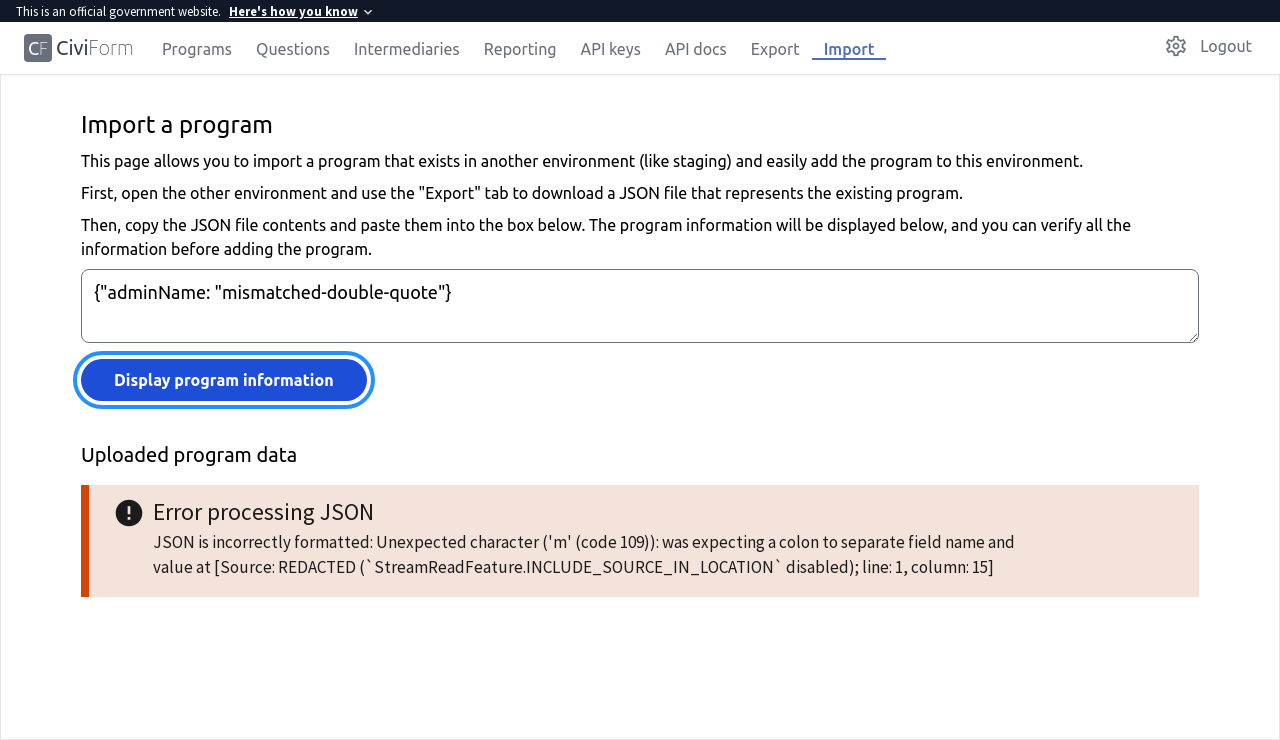 This is an official government website. Here's how you know
CF CiviForm Programs Questions Intermediaries Reporting API keys API docs Export Import Logout
Import a program
This page allows you to import a program that exists in another environment (like staging) and easily add the program to this environment.
First, open the other environment and use the "Export" tab to download a JSON file that represents the existing program.
Then, copy the JSON file contents and paste them into the box below. The program information will be displayed below, and you can verify all the
information before adding the program.
{"adminName: "mismatched-double-quote"}
Display program information
Uploaded program data
Error processing JSON
JSON is incorrectly formatted: Unexpected character ('m' (code 109)): was expecting a colon to separate field name and
value at [Source: REDACTED (`StreamReadFeature.INCLUDE_SOURCE_IN_LOCATION` disabled); line: 1, column: 15]